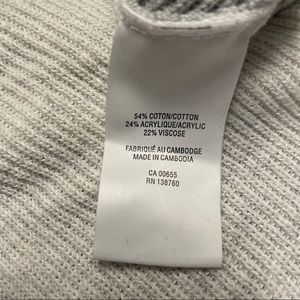 54% COTON/COTTON
24% ACRYLIQUE/ACRYLIC
22% VISCOSE
FABRIQUÉ AU CAMBODGE
MADE IN CAMBODIA
CA 00655
RN 138760